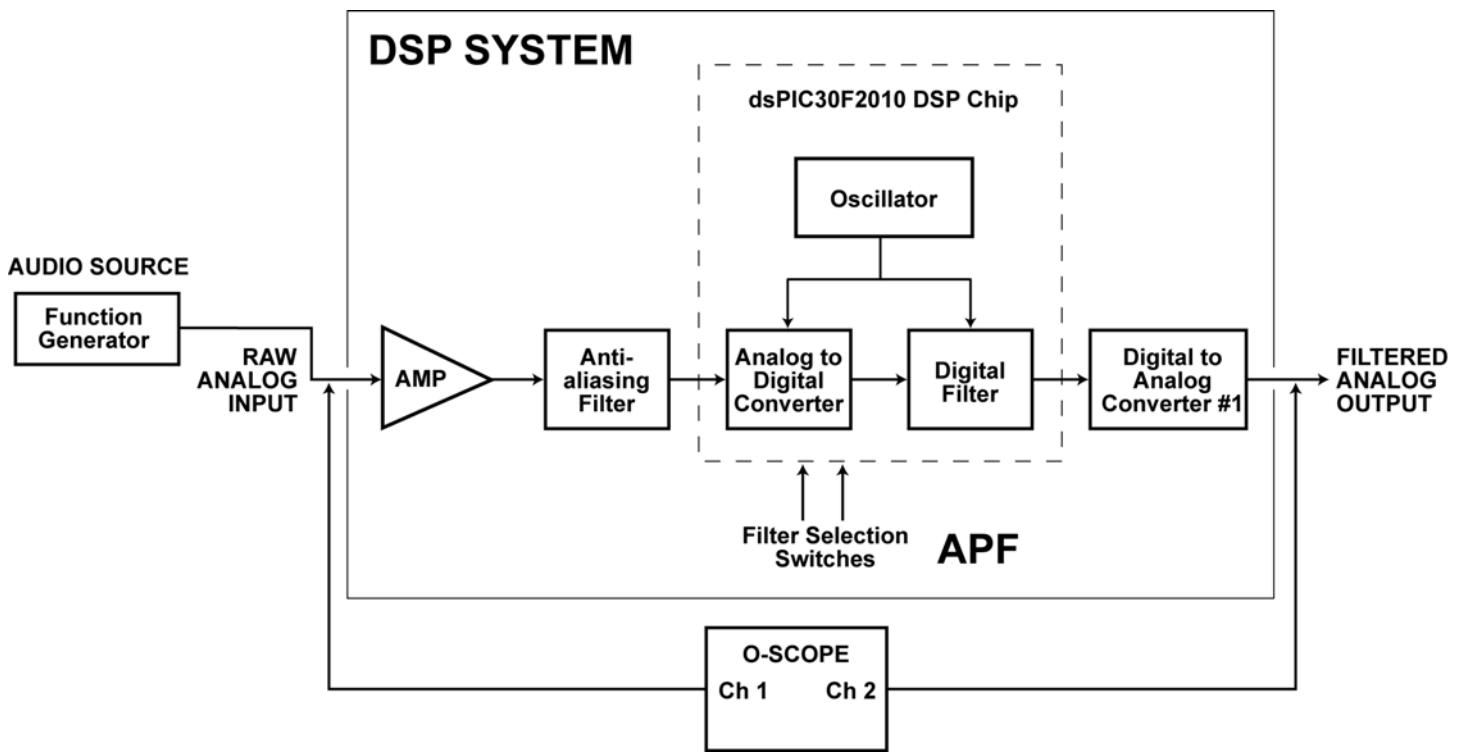 DSP SYSTEM
dsPIC30F2010 DSP Chip
Oscillator
AUDIO SOURCE
Function
Generator
RAW
ANALOG
INPUT
AMP
Anti-
aliasing
Filter
Analog to
Digital
Converter
Digital
Filter
Digital to
Analog
Converter #1
FILTERED
ANALOG
OUTPUT
Filter Selection
Switches
APF
O-SCOPE
Ch 1 Ch 2